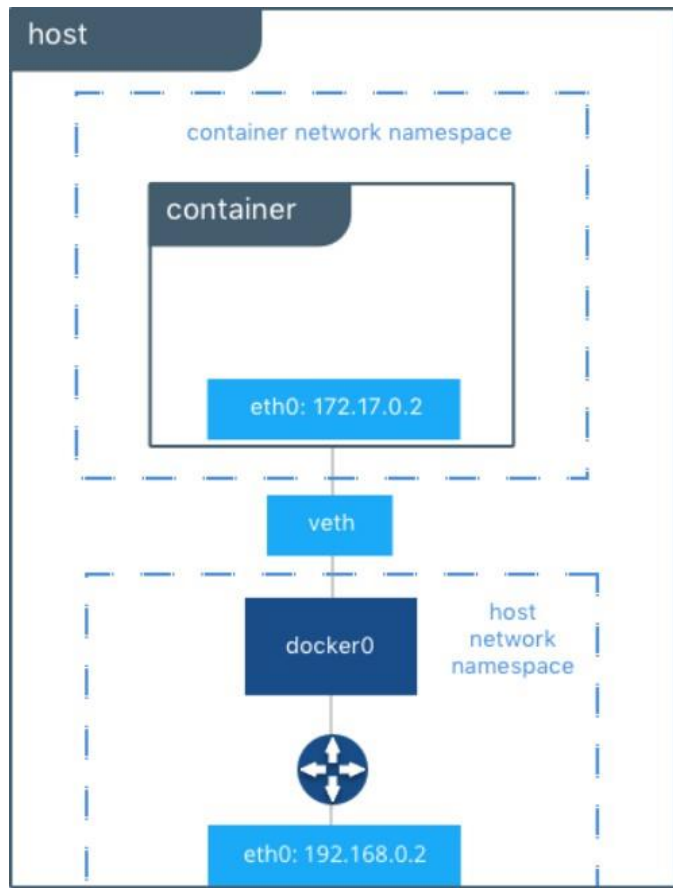 host
container network namespace
container
eth0: 172.17.0.2
veth
docker0
host
network
namespace
eth0: 192.168.0.2